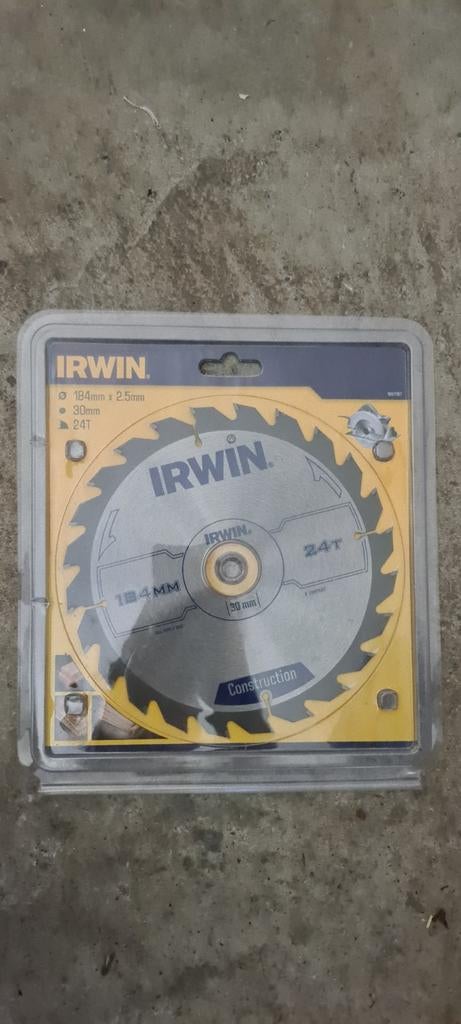 IRWIN®
184mm x 2.5mm
30mm
24T
IRWIN®
IRWIN®
184MM
24T
30 mm
Construction